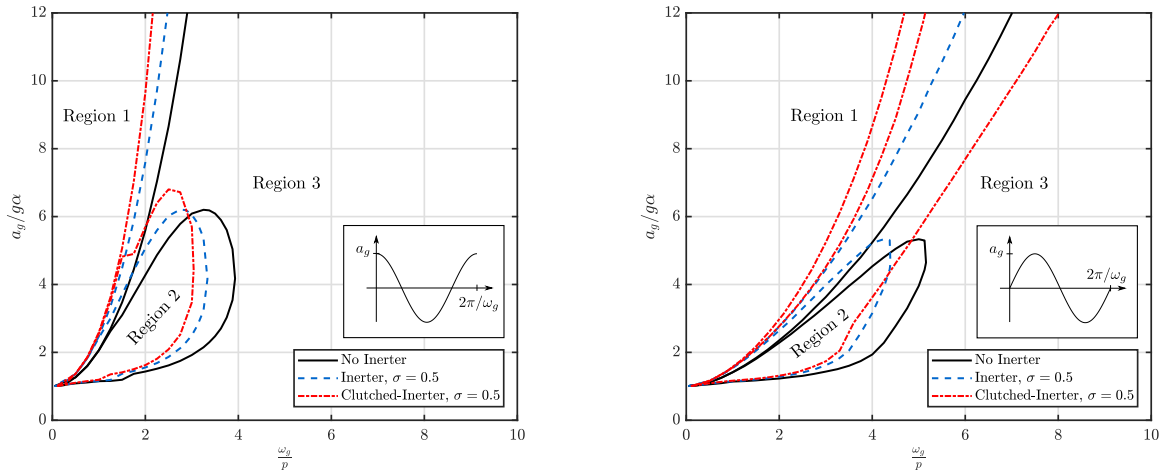 12
10
8
6
4
2
0
a_g/gα
Region 1
Region 3
Region 2
a_g
2π/ω_g
No Inerter
Inerter, σ = 0.5
Clutched-Inerter, σ = 0.5
0 2 4 6 8 10
ω_g/p
12
10
8
6
4
2
0
a_g/gα
Region 1
Region 3
Region 2
a_g
2π/ω_g
No Inerter
Inerter, σ = 0.5
Clutched-Inerter, σ = 0.5
0 2 4 6 8 10
ω_g/p